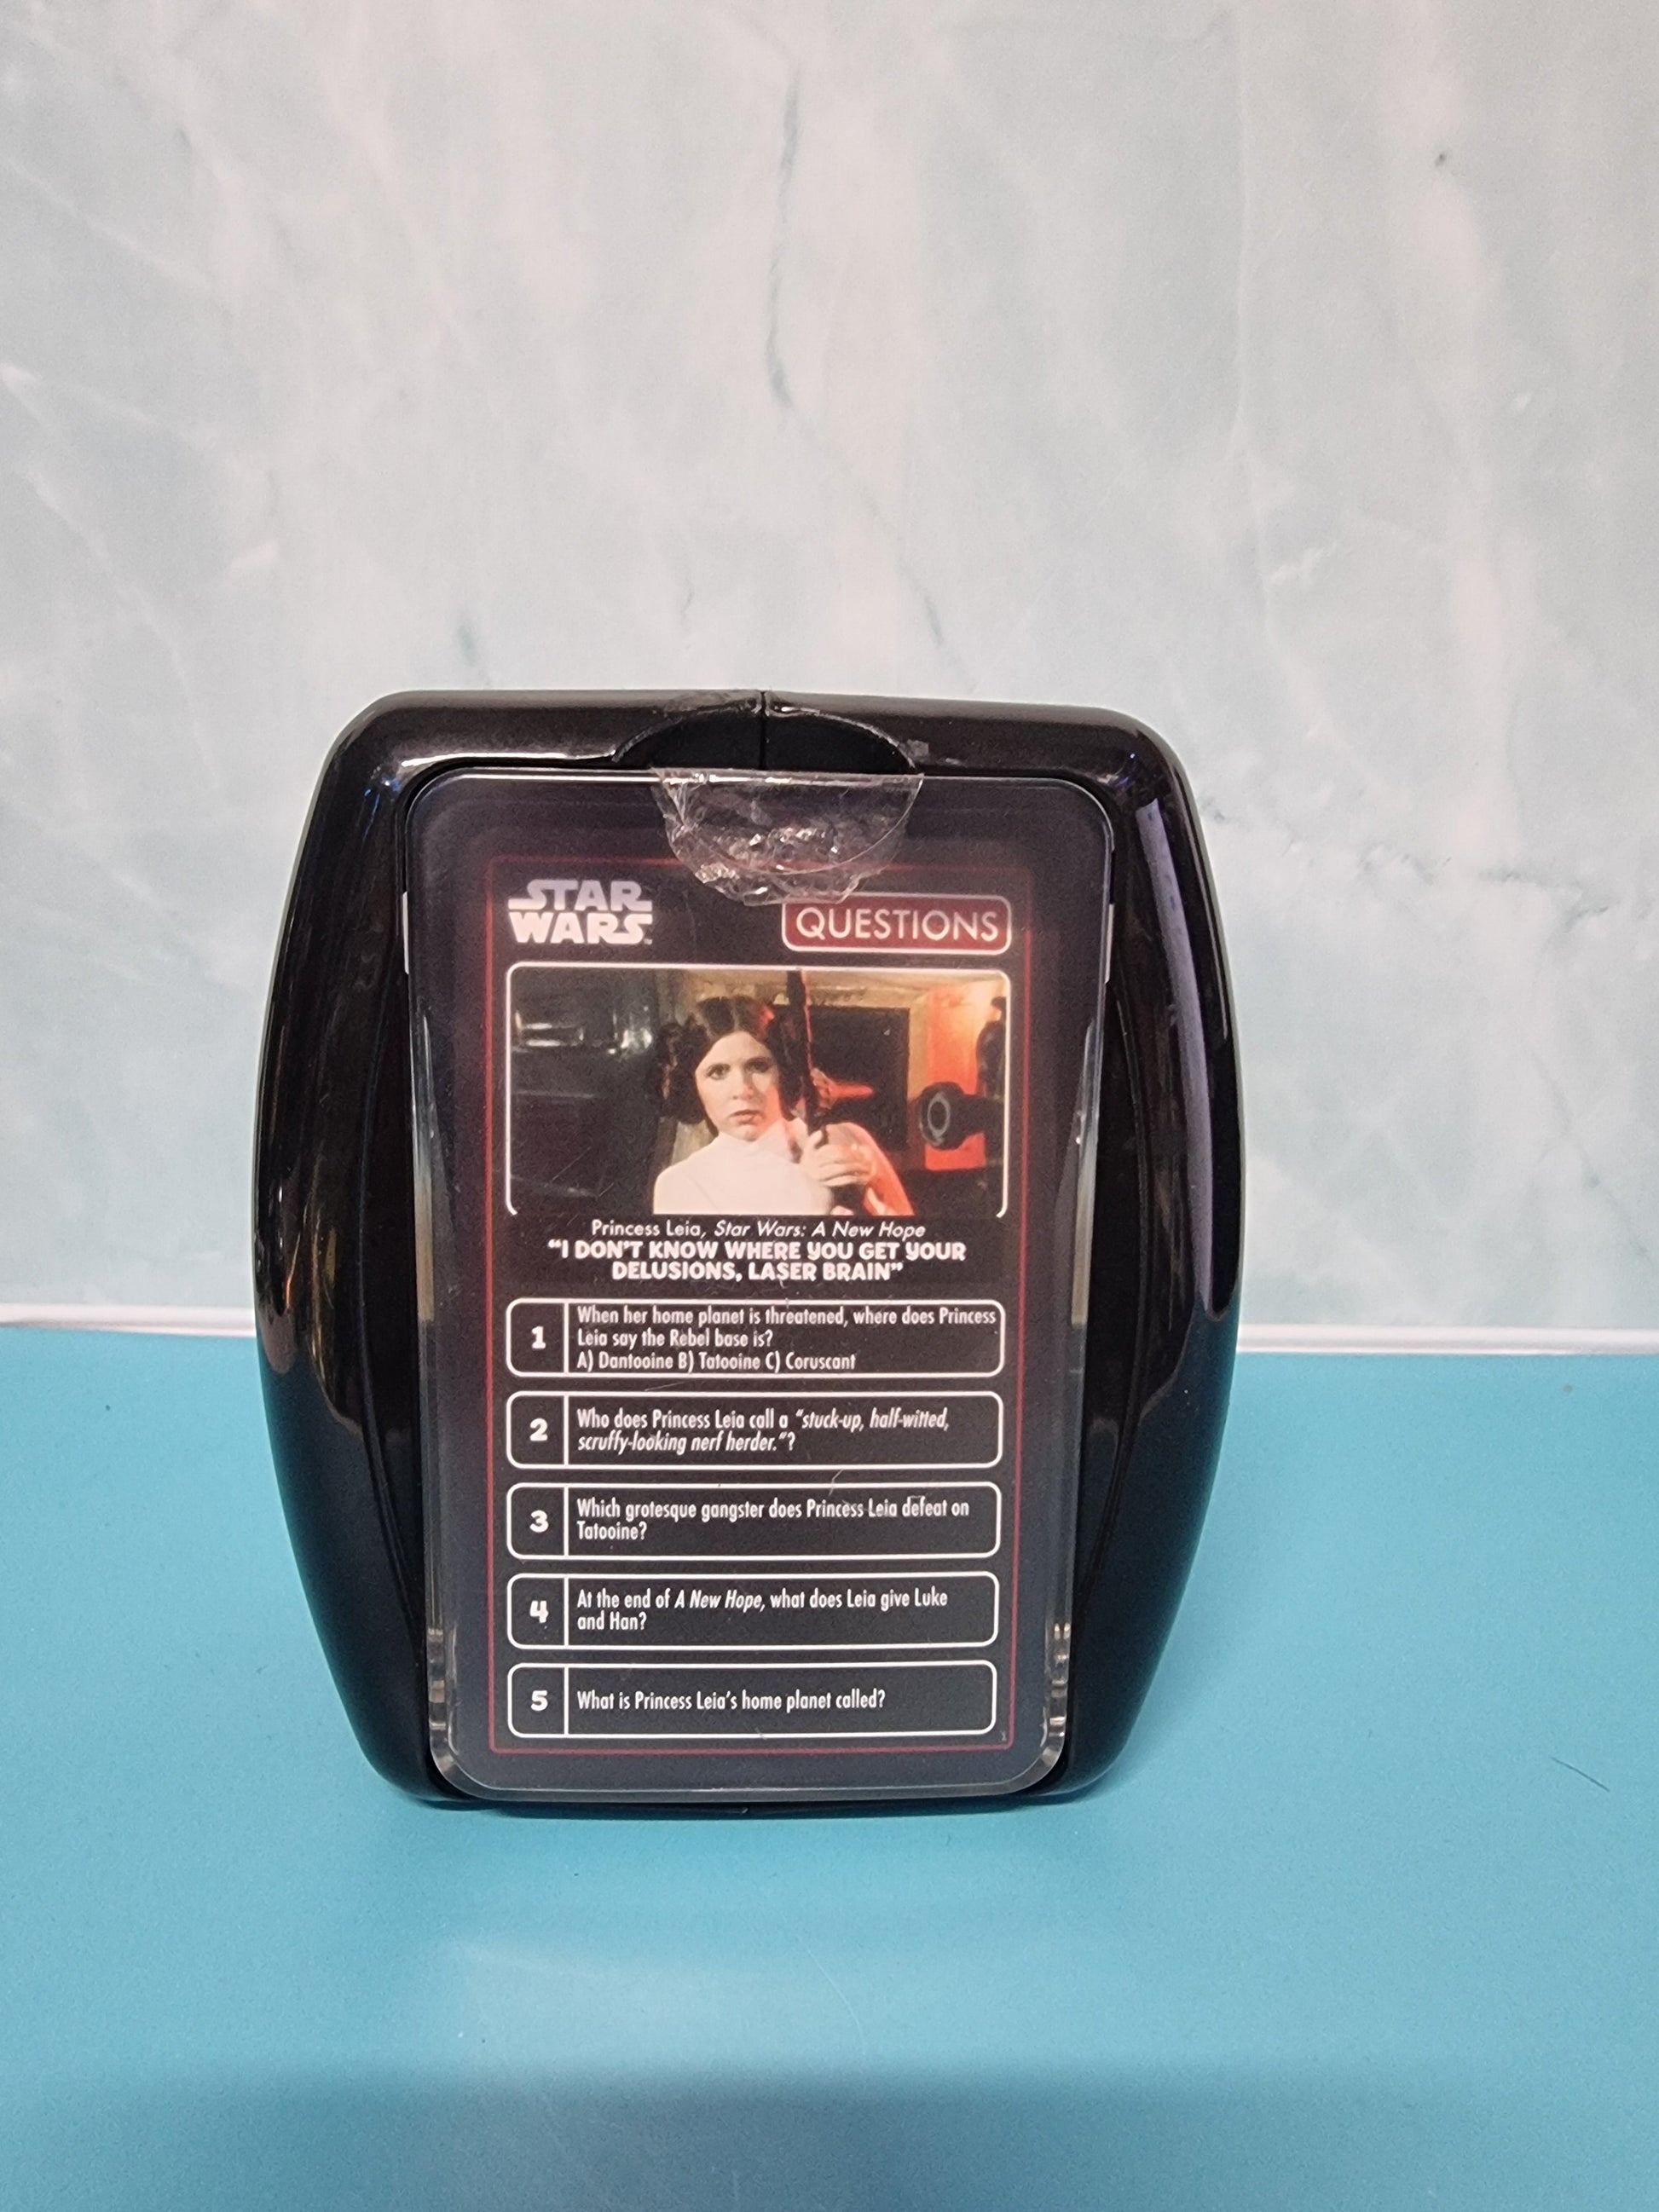 STAR
WARS
QUESTIONS
Princess Leia, Star Wars: A New Hope
“I DON’T KNOW WHERE YOU GET YOUR
DELUSIONS, LASER BRAIN”
1
When her home planet is threatened, where does Princess
Leia say the Rebel base is?
A) Dantooine B) Tatooine C) Coruscant
2
Who does Princess Leia call a “stuck-up, half-witted,
scruffy-looking nerf herder.”?
3
Which grotesque gangster does Princess Leia defeat on
Tatooine?
4
At the end of A New Hope, what does Leia give Luke
and Han?
5
What is Princess Leia’s home planet called?